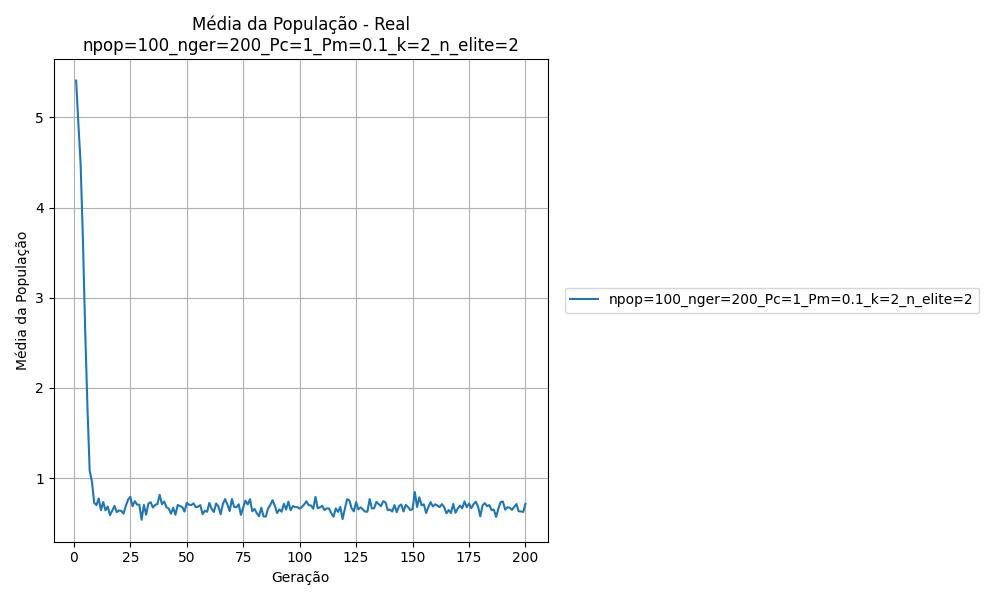 Média da População - Real
npop=100_nger=200_Pc=1_Pm=0.1_k=2_n_elite=2
Média da População
5
4
3
2
1
0
25
50
75
100
125
150
175
200
Geração
npop=100_nger=200_Pc=1_Pm=0.1_k=2_n_elite=2